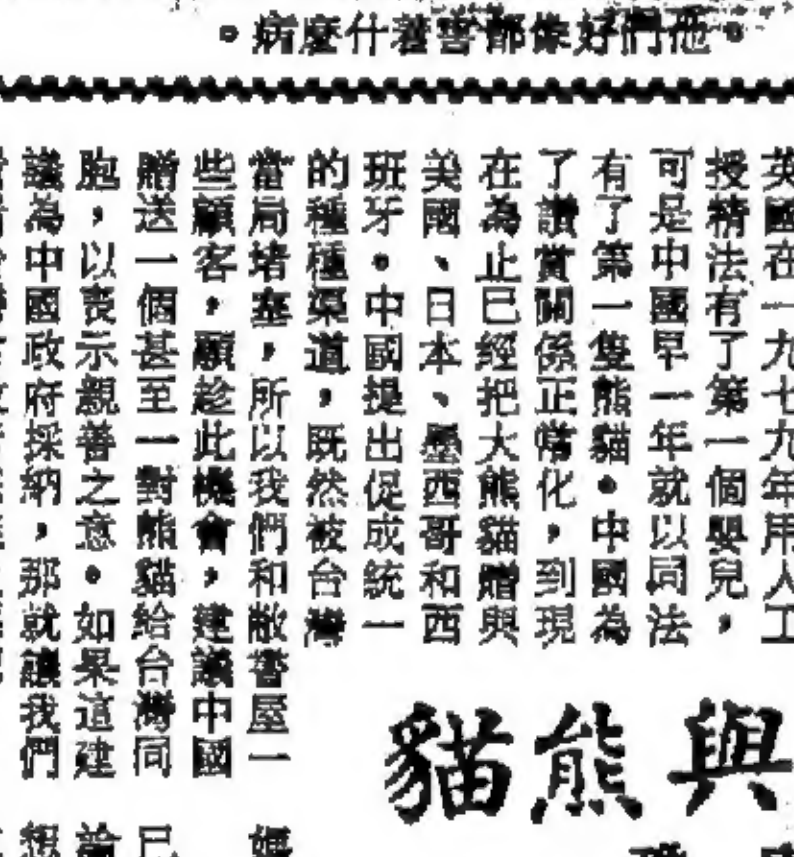 他們好像都害著什麼病。
與熊貓
英國在一九七九年用人工
授精法有了第一個嬰兒，
可是中國早一年就以同法
有了第一隻熊貓。中國為
了讚賞關係正常化，到現
在為止已經把大熊貓贈與
美國、日本、墨西哥和西
班牙。中國提出促成統一
的種種渠道，既然被台灣
當局堵塞，所以我們和敝書屋一
些顧客，願趁此機會，建議中國
贈送一個甚至一對熊貓給台灣同
胞，以表示親善之意。如果這建
議為中國政府採納，那就讓我們